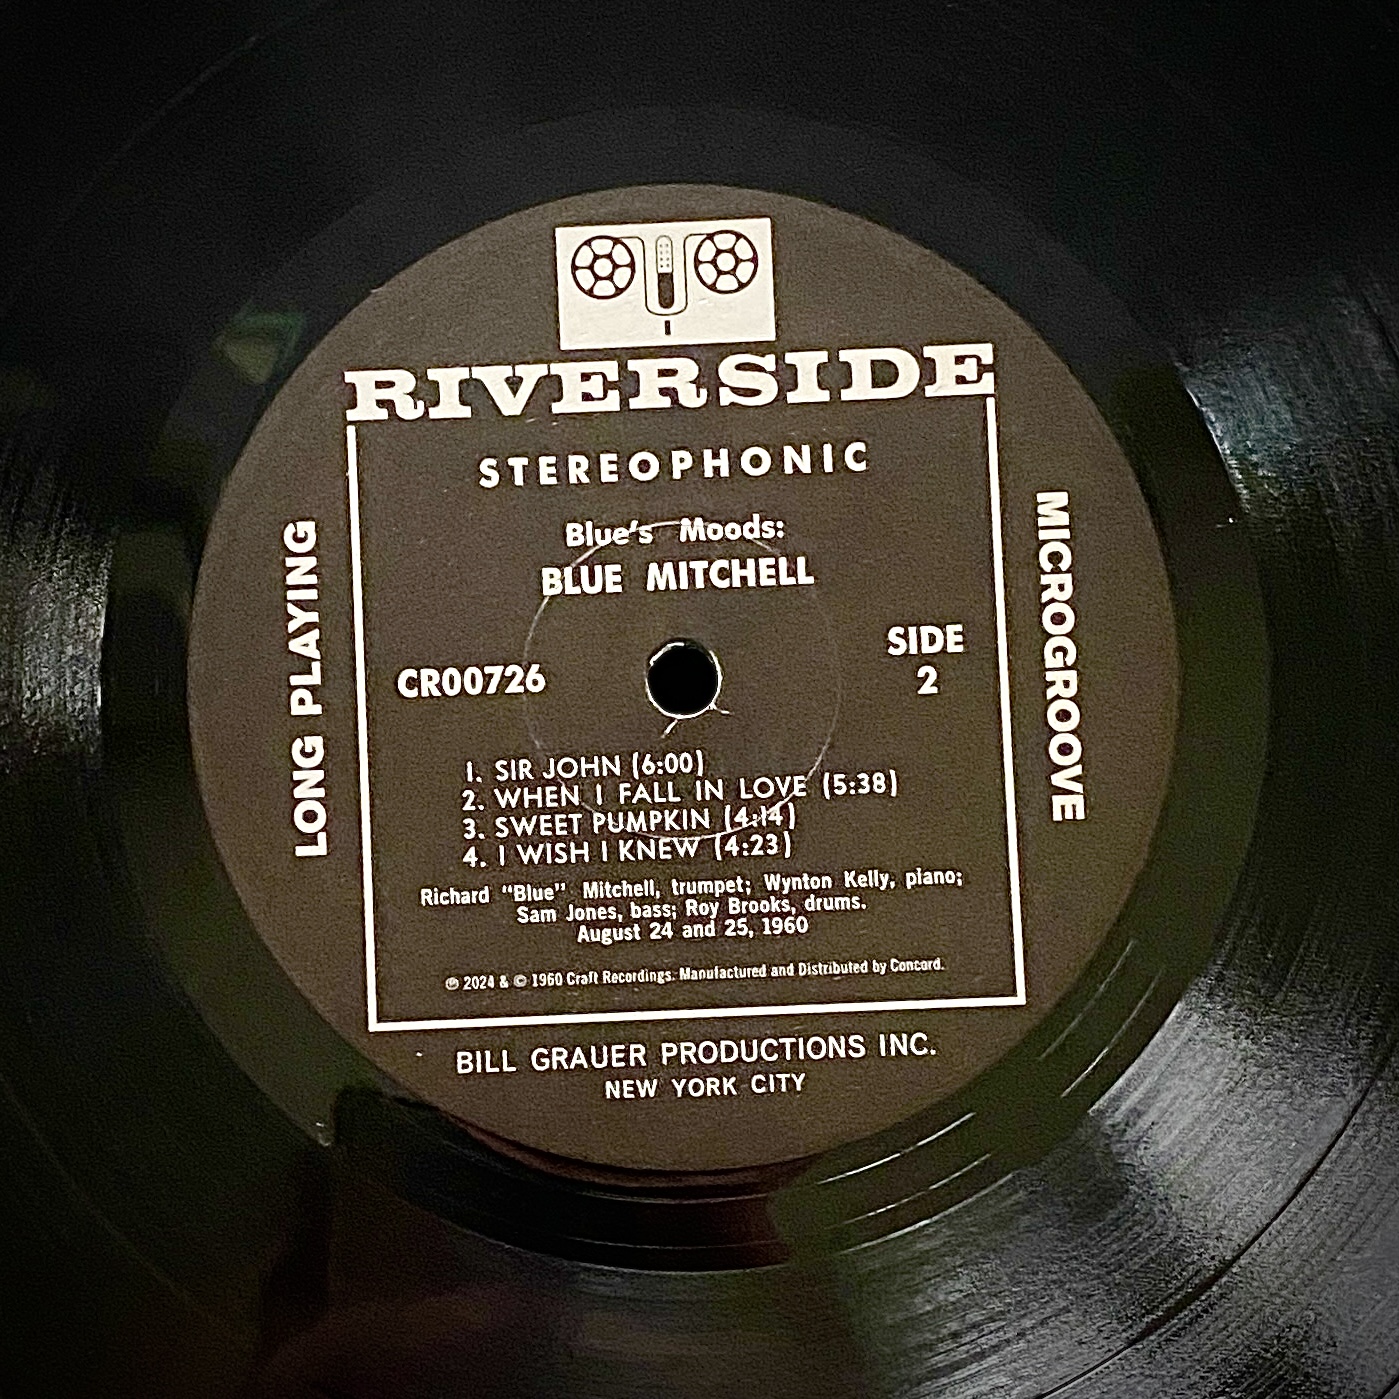 RIVERSIDE
STEREOPHONIC
Blue's Moods:
BLUE MITCHELL
LONG PLAYING
MICROGROOVE
CR00726
SIDE
2
1. SIR JOHN (6:00)
2. WHEN I FALL IN LOVE (5:38)
3. SWEET PUMPKIN (4:14)
4. I WISH I KNEW (4:23)
Richard "Blue" Mitchell, trumpet; Wynton Kelly, piano;
Sam Jones, bass; Roy Brooks, drums.
August 24 and 25, 1960
℗ 2024 & © 1960 Craft Recordings. Manufactured and Distributed by Concord.
BILL GRAUER PRODUCTIONS INC.
NEW YORK CITY